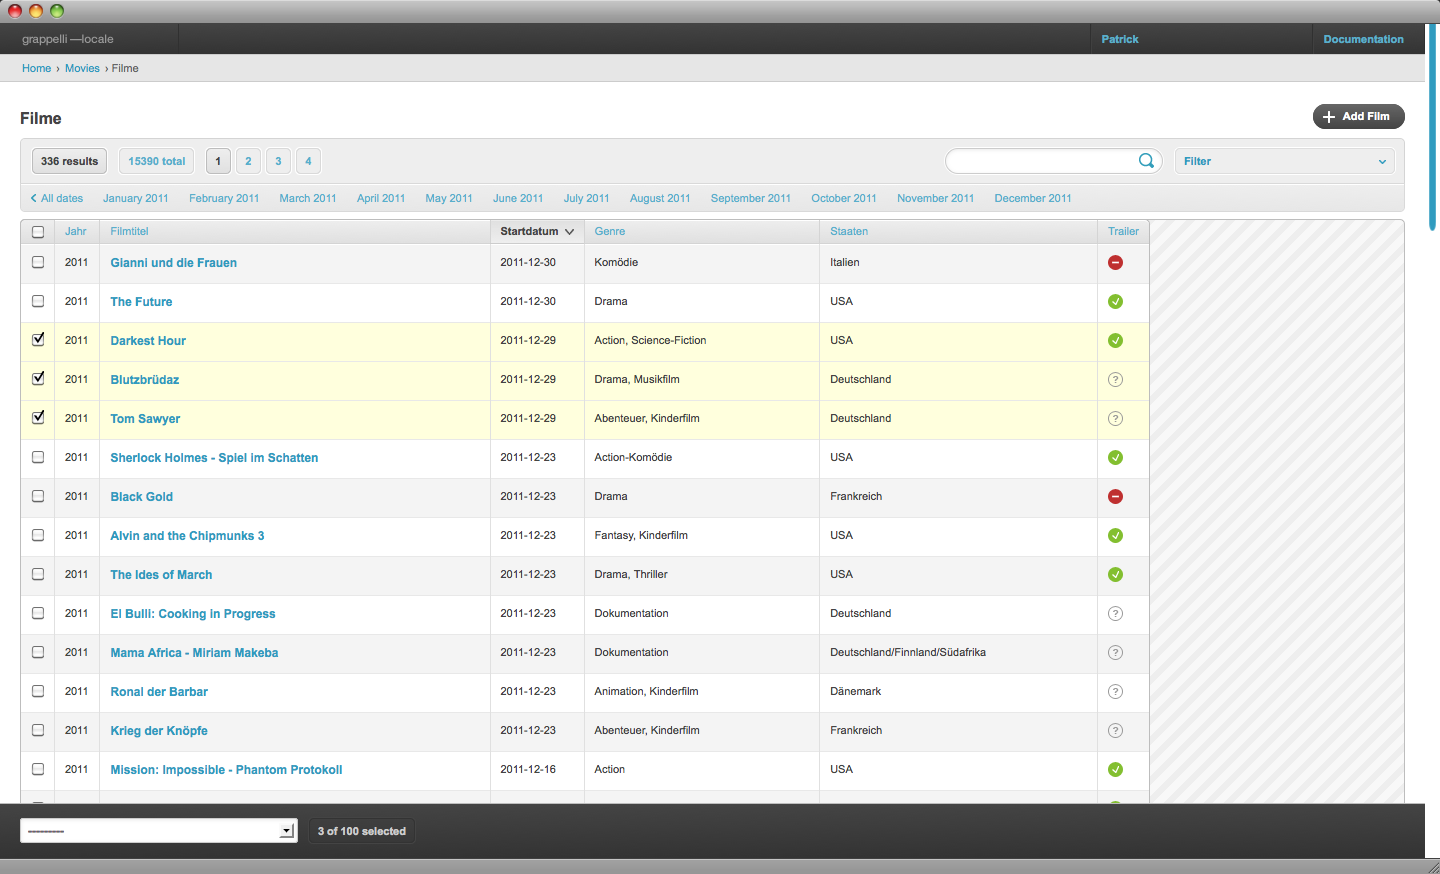 grappelli —locale Patrick Documentation
Home › Movies › Filme
Filme
Add Film
336 results 15390 total 1 2 3 4 Filter
All dates January 2011 February 2011 March 2011 April 2011 May 2011 June 2011 July 2011 August 2011 September 2011 October 2011 November 2011 December 2011
Jahr Filmtitel Startdatum Genre Staaten Trailer
2011 Gianni und die Frauen 2011-12-30 Komödie Italien
2011 The Future 2011-12-30 Drama USA
2011 Darkest Hour 2011-12-29 Action, Science-Fiction USA
2011 Blutzbrüdaz 2011-12-29 Drama, Musikfilm Deutschland ?
2011 Tom Sawyer 2011-12-29 Abenteuer, Kinderfilm Deutschland ?
2011 Sherlock Holmes - Spiel im Schatten 2011-12-23 Action-Komödie USA
2011 Black Gold 2011-12-23 Drama Frankreich
2011 Alvin and the Chipmunks 3 2011-12-23 Fantasy, Kinderfilm USA
2011 The Ides of March 2011-12-23 Drama, Thriller USA
2011 El Bulli: Cooking in Progress 2011-12-23 Dokumentation Deutschland ?
2011 Mama Africa - Miriam Makeba 2011-12-23 Dokumentation Deutschland/Finnland/Südafrika ?
2011 Ronal der Barbar 2011-12-23 Animation, Kinderfilm Dänemark ?
2011 Krieg der Knöpfe 2011-12-23 Abenteuer, Kinderfilm Frankreich ?
2011 Mission: Impossible - Phantom Protokoll 2011-12-16 Action USA
--------- 3 of 100 selected